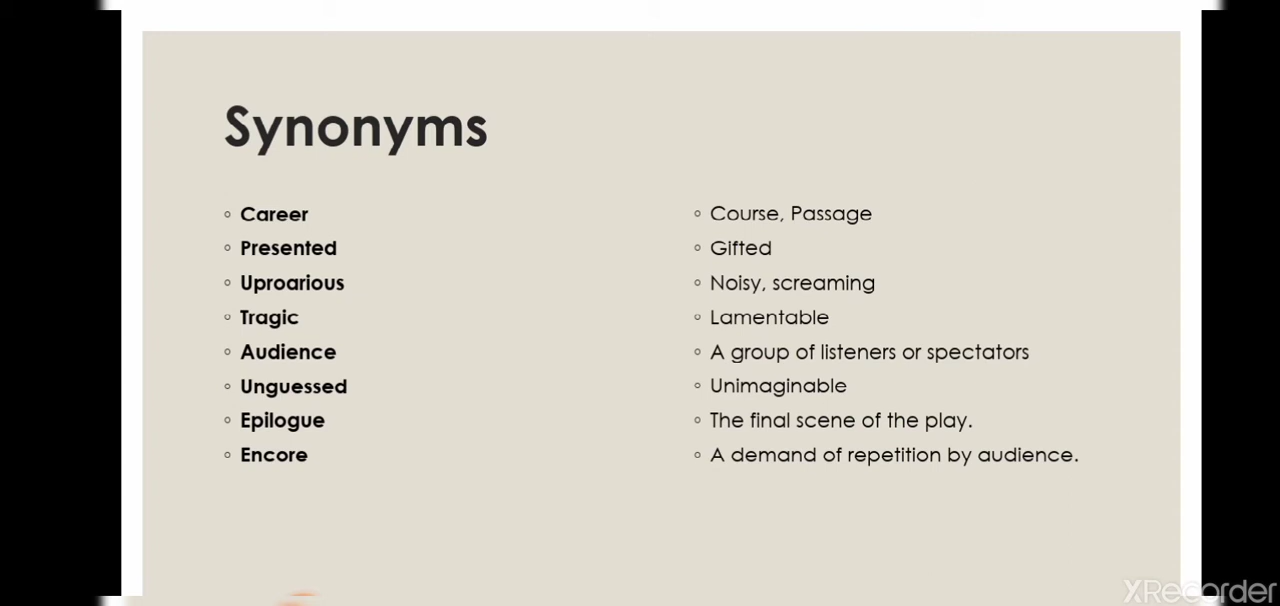 Synonyms
◦ Career
◦ Presented
◦ Uproarious
◦ Tragic
◦ Audience
◦ Unguessed
◦ Epilogue
◦ Encore
◦ Course, Passage
◦ Gifted
◦ Noisy, screaming
◦ Lamentable
◦ A group of listeners or spectators
◦ Unimaginable
◦ The final scene of the play.
◦ A demand of repetition by audience.
XRecorder